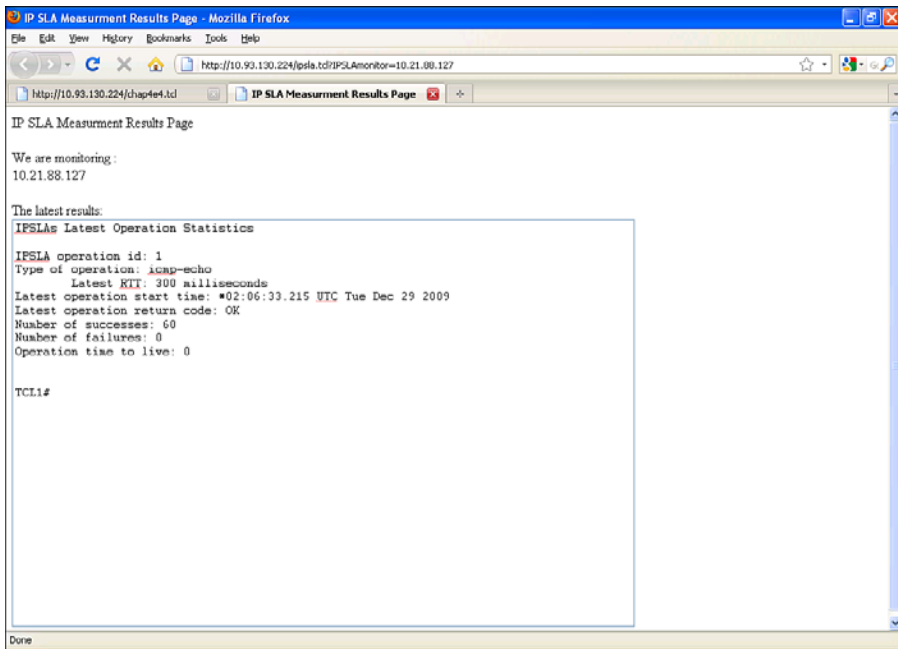 IP SLA Measurment Results Page - Mozilla Firefox
File Edit View History Bookmarks Tools Help
http://10.93.130.224/ipsla.tcl?IPSLAmonitor=10.21.88.127
http://10.93.130.224/chap4e4.tcl IP SLA Measurment Results Page
IP SLA Measurment Results Page
We are monitoring :
10.21.88.127
The latest results:
IPSLAs Latest Operation Statistics
IPSLA operation id: 1
Type of operation: icmp-echo
Latest RTT: 300 milliseconds
Latest operation start time: *02:06:33.215 UTC Tue Dec 29 2009
Latest operation return code: OK
Number of successes: 60
Number of failures: 0
Operation time to live: 0
TCL1#
Done